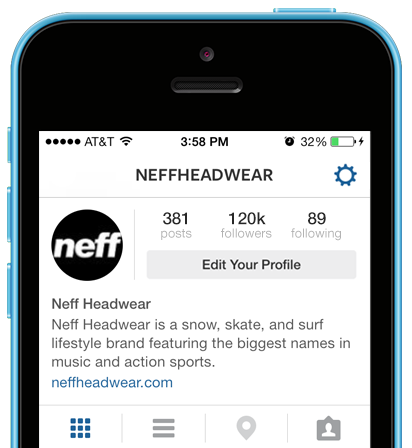 AT&T 3:58 PM 32%
NEFFHEADWEAR
neff
381 120k 89
posts followers following
Edit Your Profile
Neff Headwear
Neff Headwear is a snow, skate, and surf
lifestyle brand featuring the biggest names in
music and action sports.
neffheadwear.com